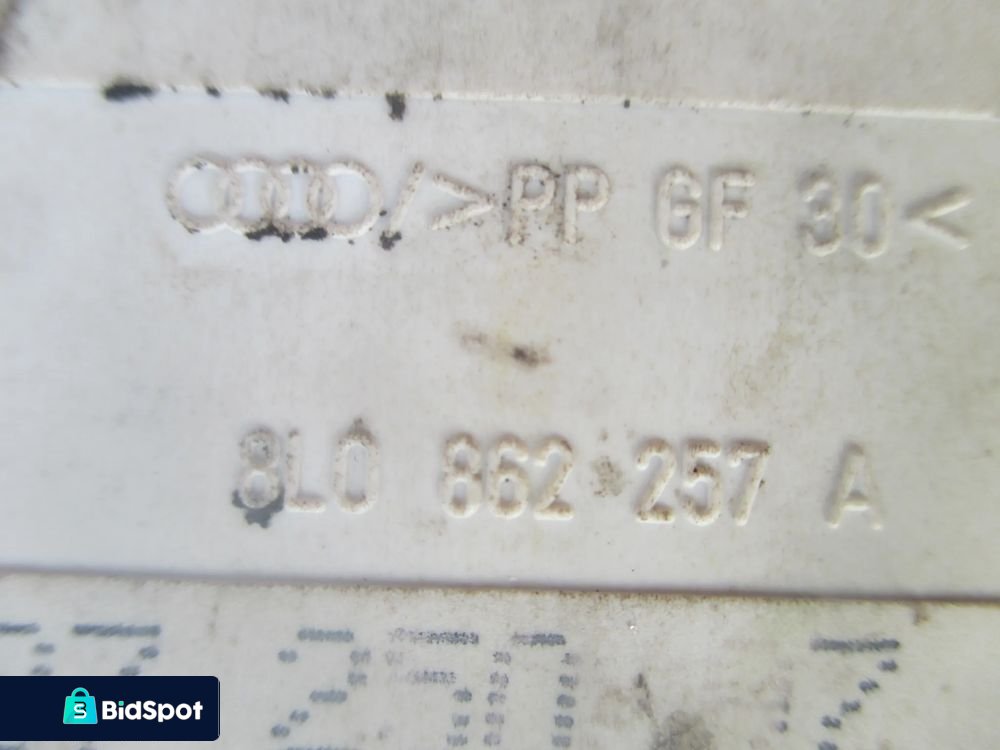 />PP GF 30<
8L0 862 257 A
BidSpot